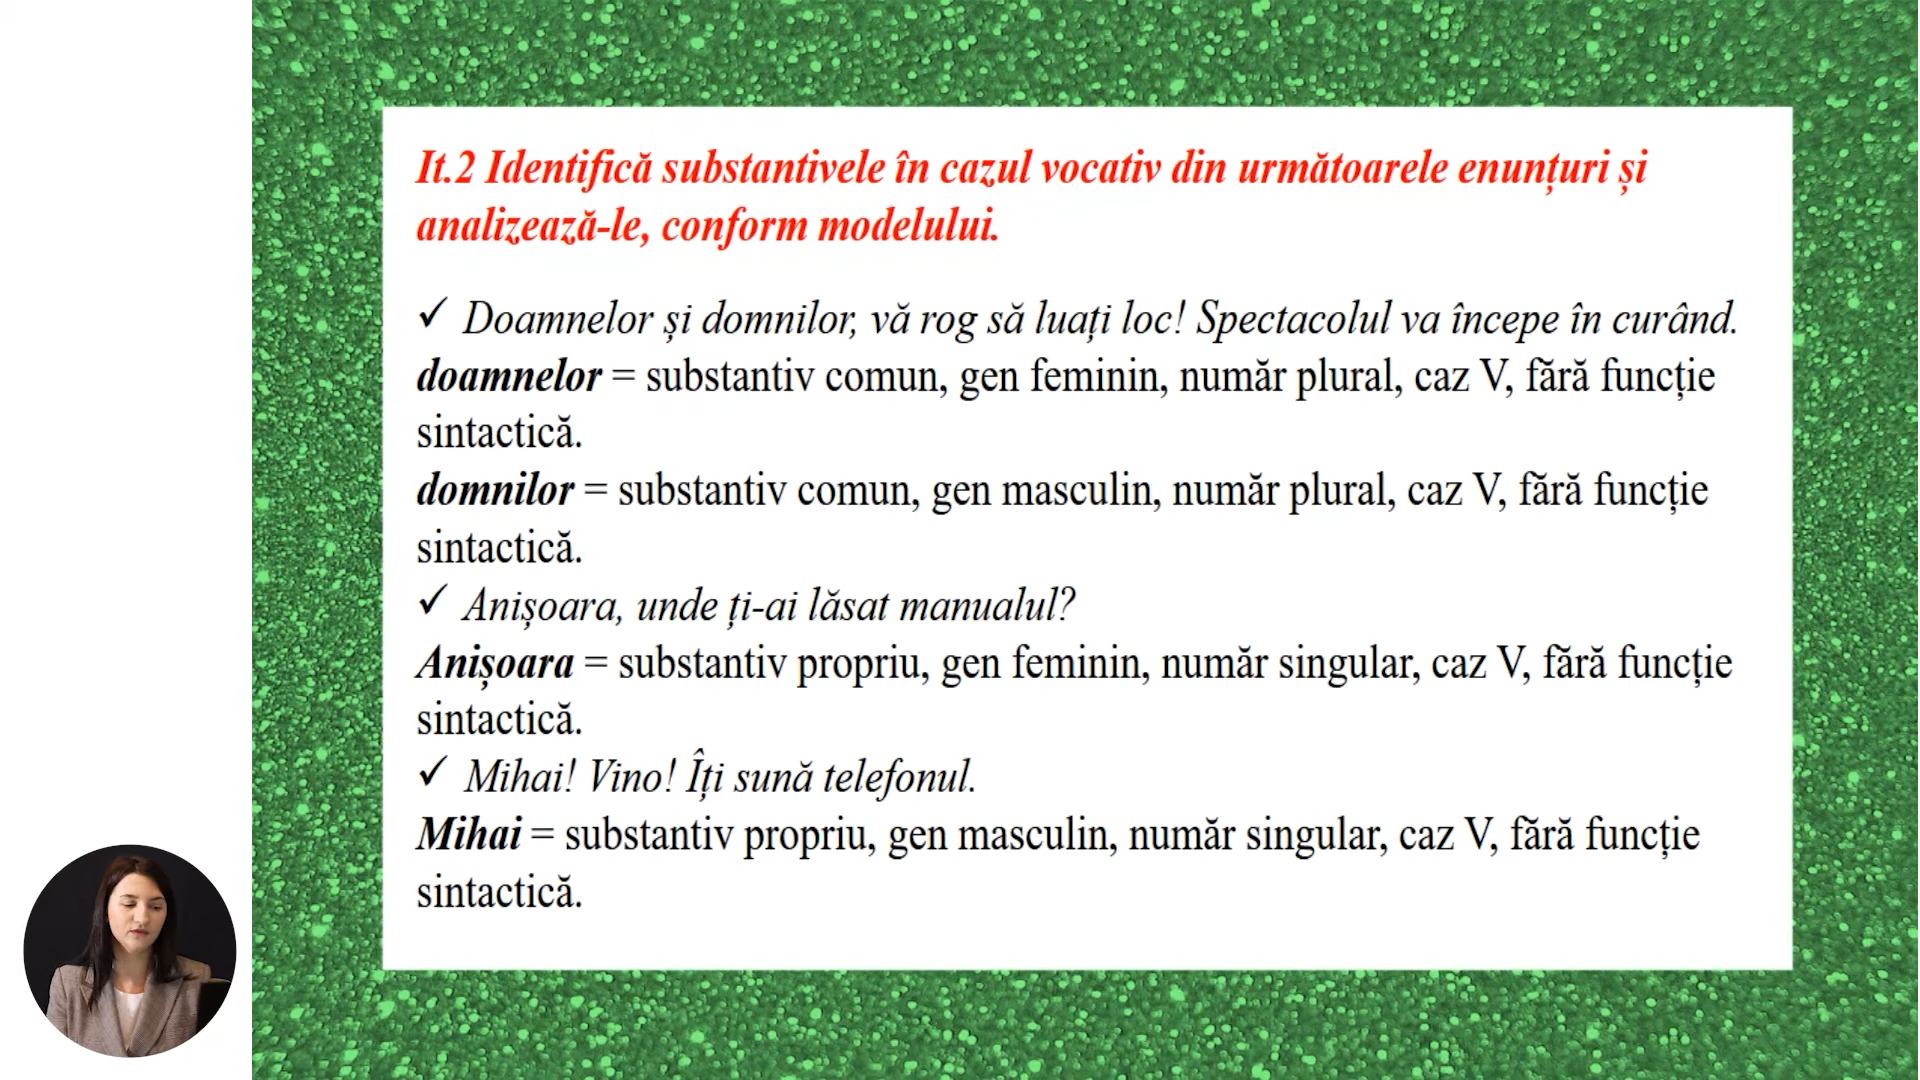 It.2 Identifică substantivele în cazul vocativ din următoarele enunțuri și
analizează-le, conform modelului.
✓ Doamnelor și domnilor, vă rog să luați loc! Spectacolul va începe în curând.
doamnelor = substantiv comun, gen feminin, număr plural, caz V, fără funcție
sintactică.
domnilor = substantiv comun, gen masculin, număr plural, caz V, fără funcție
sintactică.
✓ Anișoara, unde ți-ai lăsat manualul?
Anișoara = substantiv propriu, gen feminin, număr singular, caz V, fără funcție
sintactică.
✓ Mihai! Vino! Îți sună telefonul.
Mihai = substantiv propriu, gen masculin, număr singular, caz V, fără funcție
sintactică.